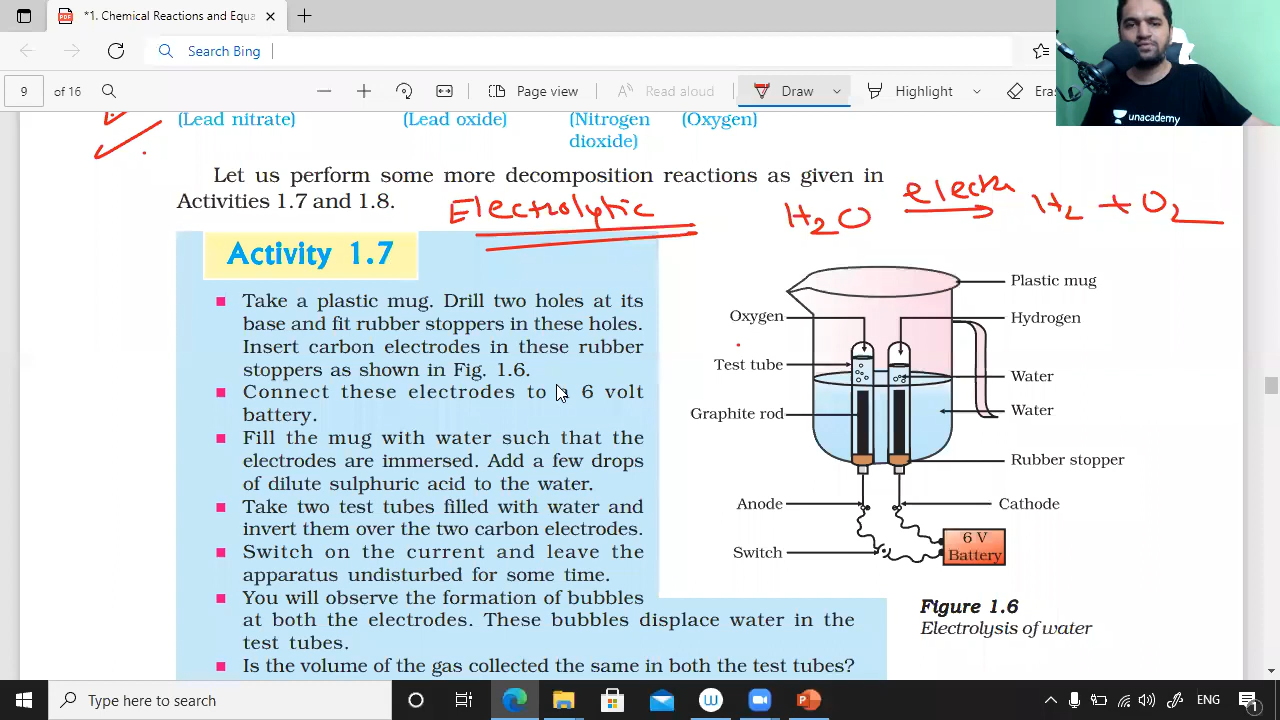 *1. Chemical Reactions and Equa
Search Bing
9 of 16
Page view
Read aloud
Draw
Highlight
Eras
unacademy
(Lead nitrate) (Lead oxide) (Nitrogen (Oxygen)
dioxide)
Let us perform some more decomposition reactions as given in
Activities 1.7 and 1.8.
Electrolytic
H2O electr H2 + O2
Activity 1.7
Take a plastic mug. Drill two holes at its
base and fit rubber stoppers in these holes.
Insert carbon electrodes in these rubber
stoppers as shown in Fig. 1.6.
Connect these electrodes to a 6 volt
battery.
Fill the mug with water such that the
electrodes are immersed. Add a few drops
of dilute sulphuric acid to the water.
Take two test tubes filled with water and
invert them over the two carbon electrodes.
Switch on the current and leave the
apparatus undisturbed for some time.
You will observe the formation of bubbles
at both the electrodes. These bubbles displace water in the
test tubes.
Is the volume of the gas collected the same in both the test tubes?
Plastic mug
Oxygen
Hydrogen
Test tube
Water
Graphite rod
Water
Rubber stopper
Anode
Cathode
Switch
6 V
Battery
Figure 1.6
Electrolysis of water
Type here to search
ENG
1